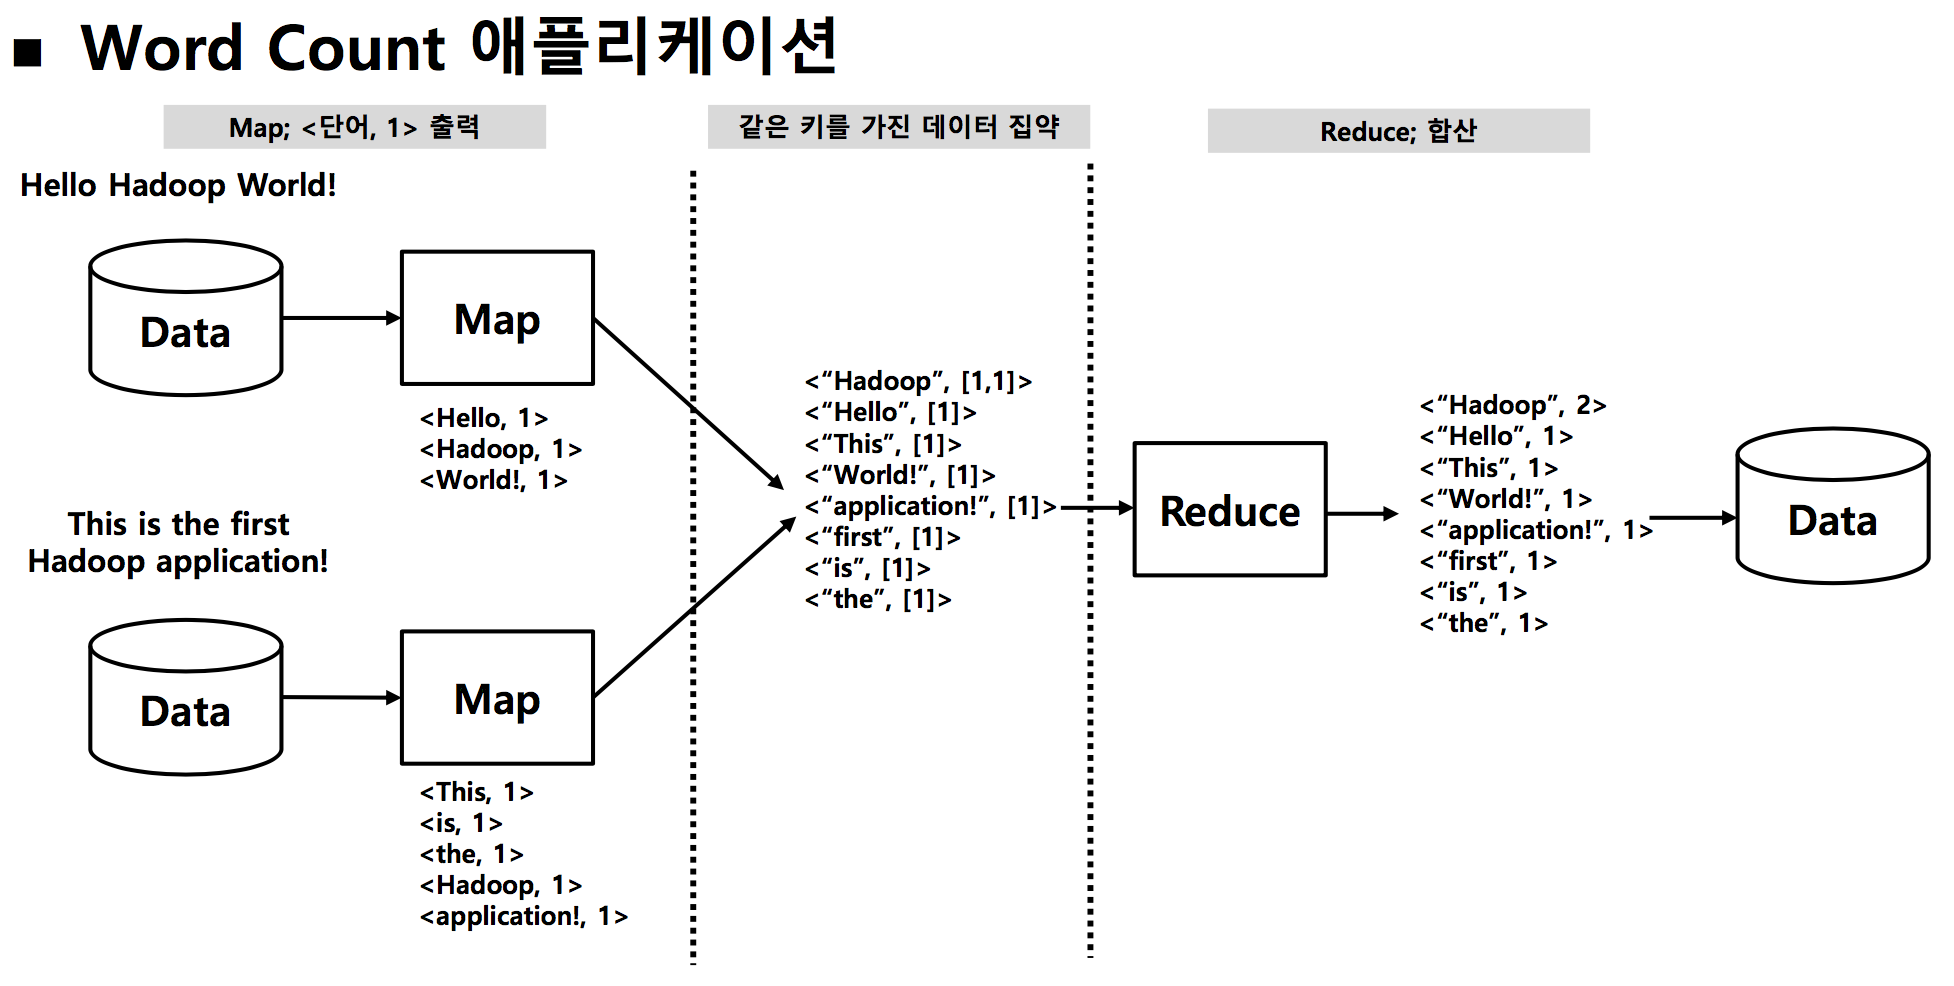 ■ Word Count 애플리케이션
Map; <단어, 1> 출력
같은 키를 가진 데이터 집약
Reduce; 합산
Hello Hadoop World!
Data
Map
<Hello, 1>
<Hadoop, 1>
<World!, 1>
This is the first
Hadoop application!
Data
Map
<This, 1>
<is, 1>
<the, 1>
<Hadoop, 1>
<application!, 1>
<“Hadoop”, [1,1]>
<“Hello”, [1]>
<“This”, [1]>
<“World!”, [1]>
<“application!”, [1]>
<“first”, [1]>
<“is”, [1]>
<“the”, [1]>
Reduce
<“Hadoop”, 2>
<“Hello”, 1>
<“This”, 1>
<“World!”, 1>
<“application!”, 1>
<“first”, 1>
<“is”, 1>
<“the”, 1>
Data